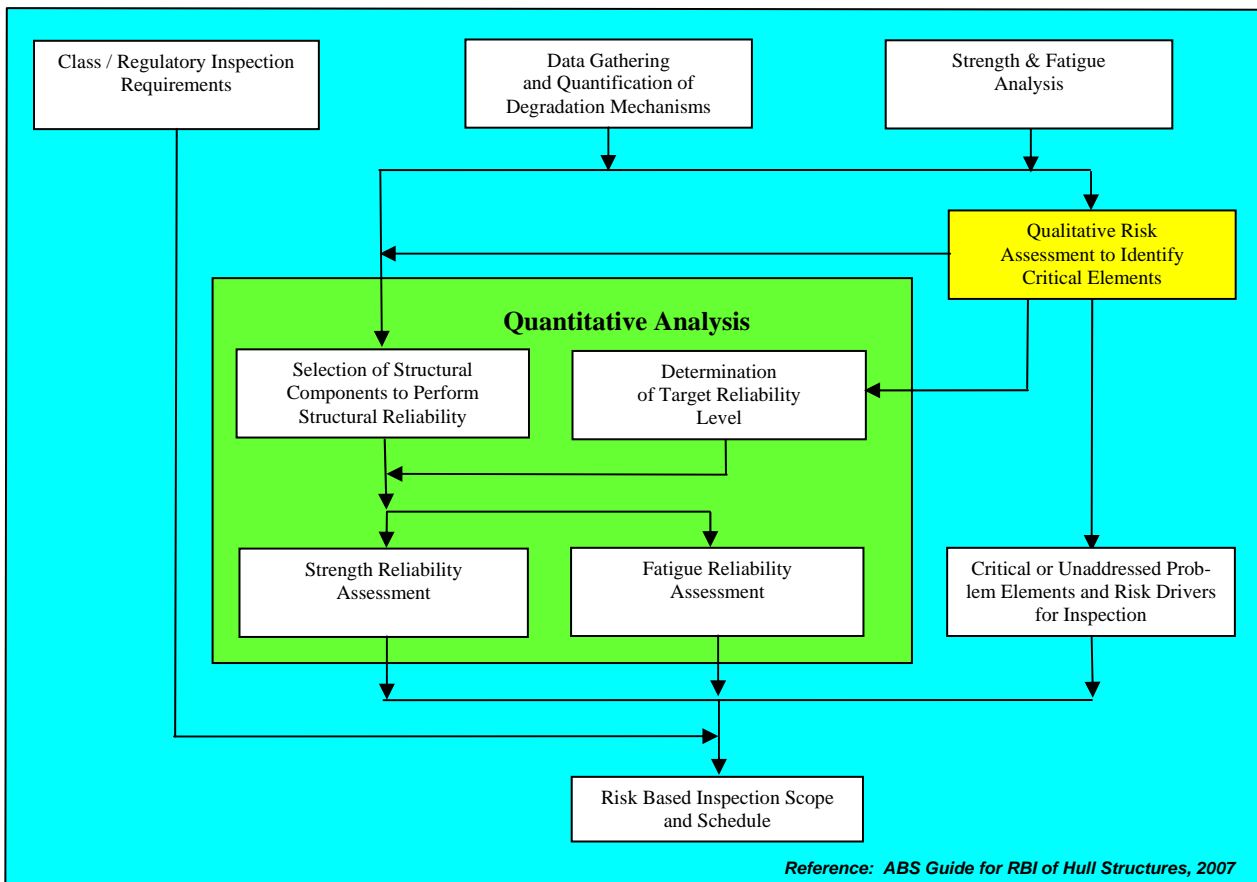 Class / Regulatory Inspection
Requirements
Data Gathering
and Quantification of
Degradation Mechanisms
Strength & Fatigue
Analysis
Qualitative Risk
Assessment to Identify
Critical Elements
Quantitative Analysis
Selection of Structural
Components to Perform
Structural Reliability
Determination
of Target Reliability
Level
Strength Reliability
Assessment
Fatigue Reliability
Assessment
Critical or Unaddressed Prob-
lem Elements and Risk Drivers
for Inspection
Risk Based Inspection Scope
and Schedule
Reference: ABS Guide for RBI of Hull Structures, 2007